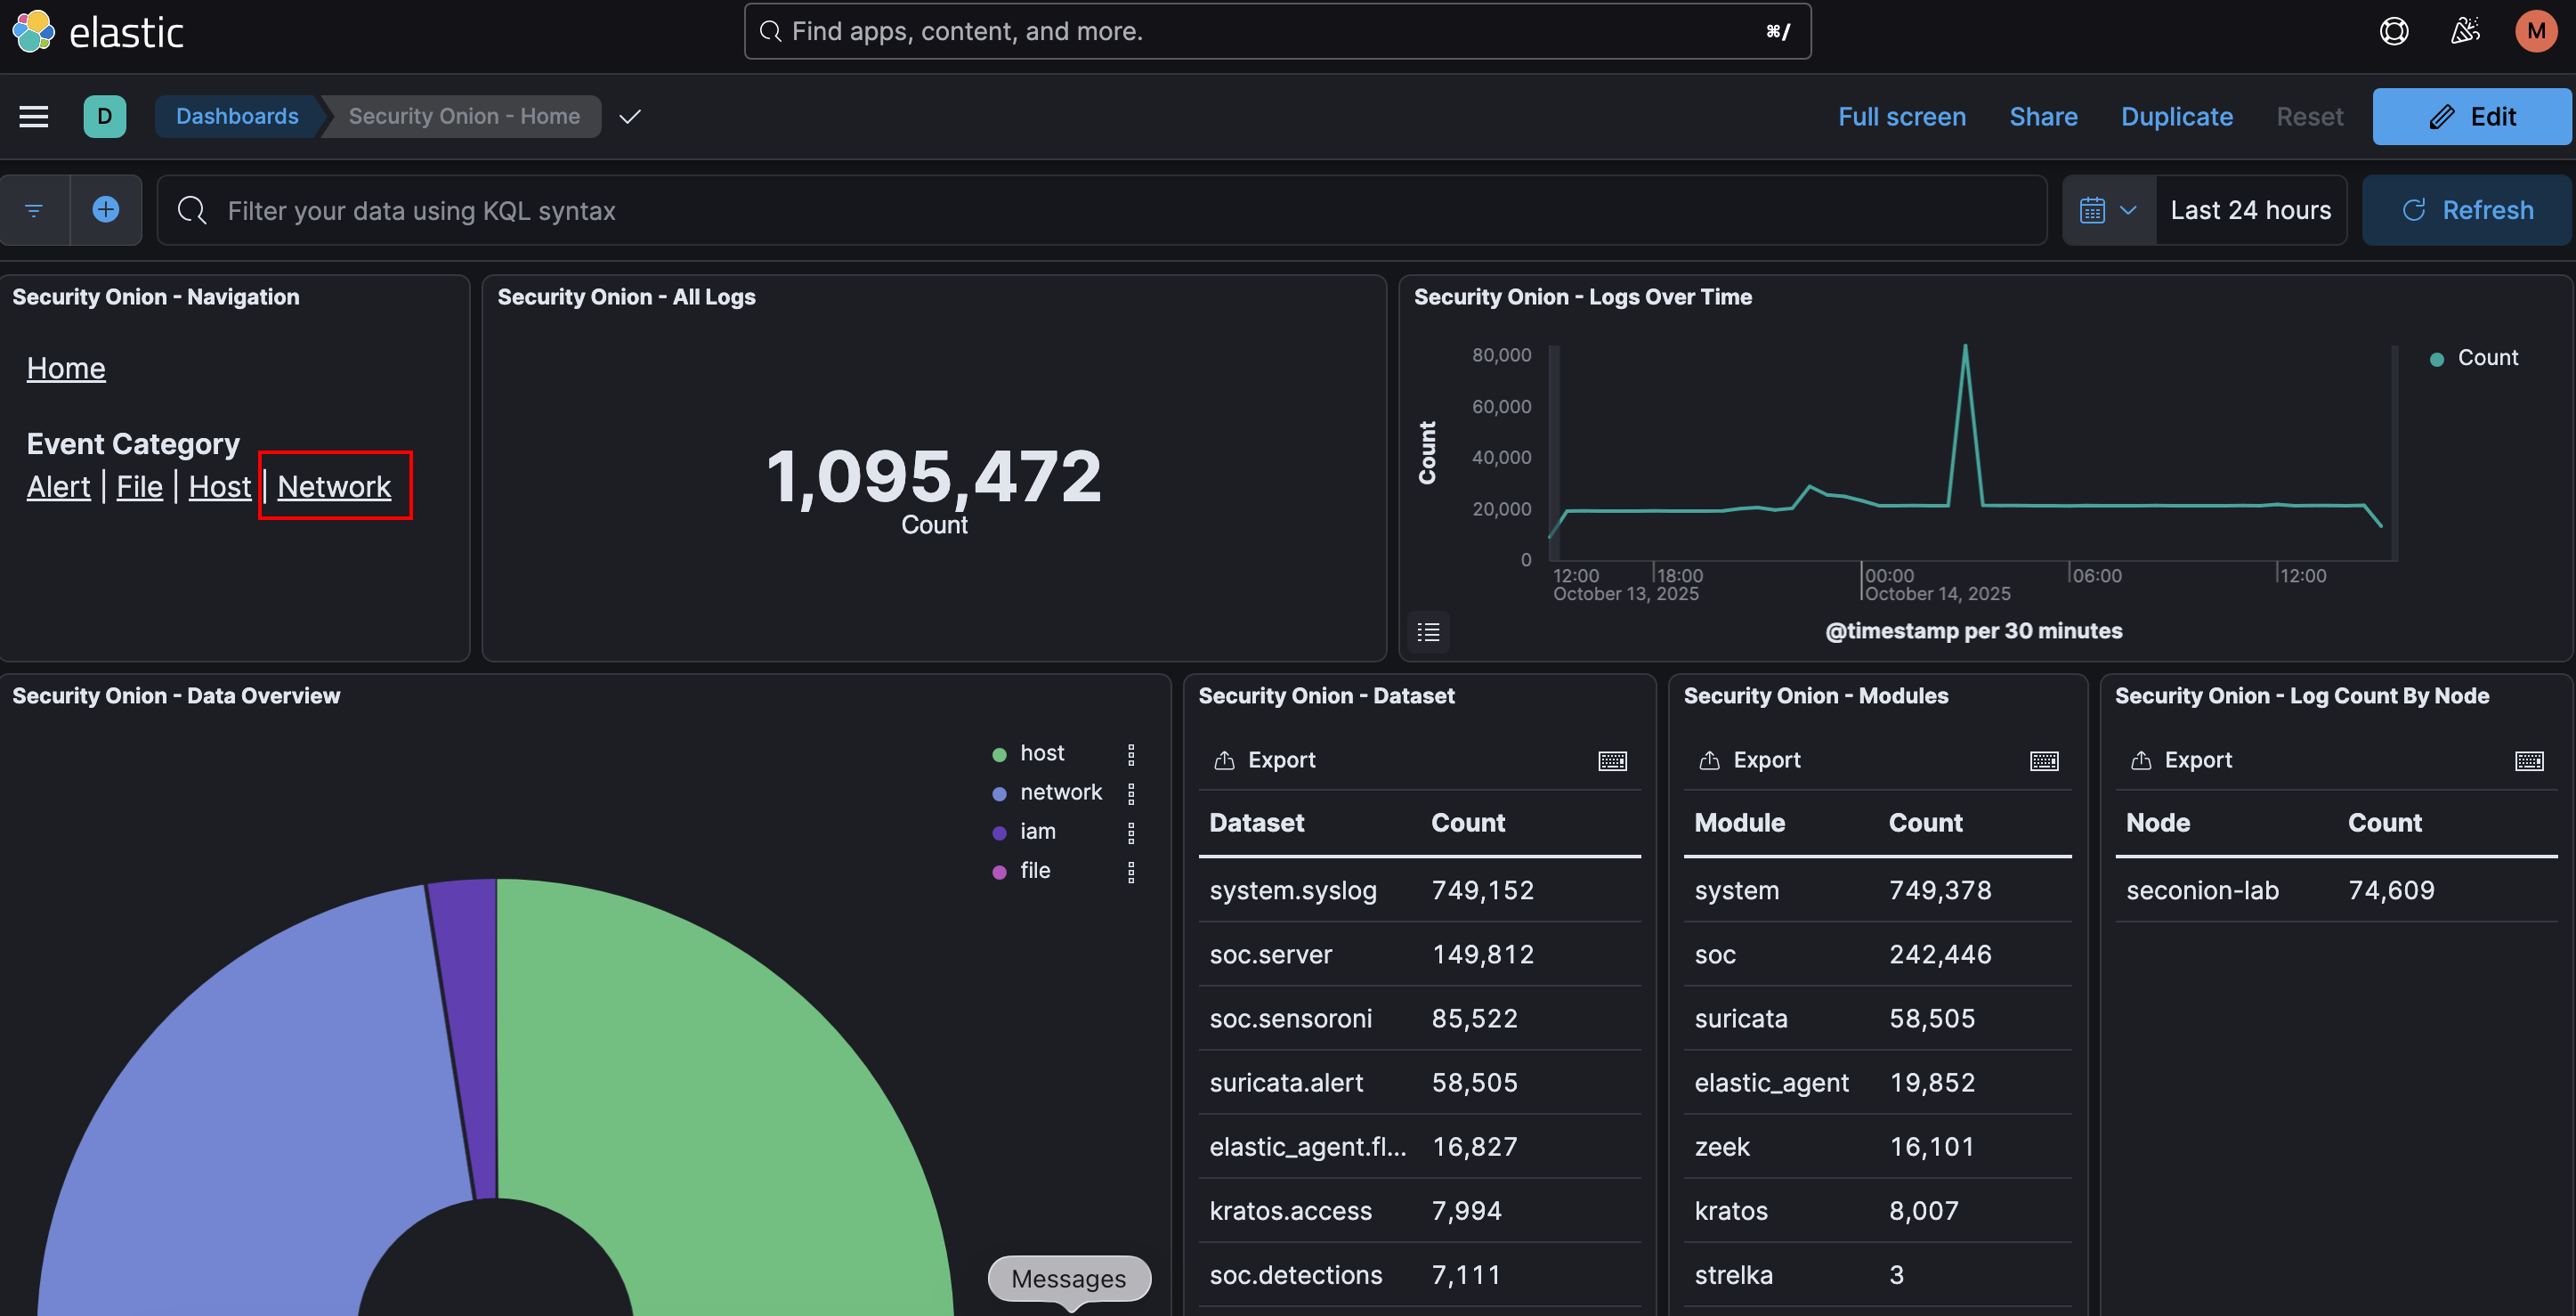 elastic
Find apps, content, and more.
⌘/
M
D
Dashboards
Security Onion - Home
Full screen
Share
Duplicate
Reset
Edit
Filter your data using KQL syntax
Last 24 hours
Refresh
Security Onion - Navigation
Home
Event Category
Alert | File | Host | Network
Security Onion - All Logs
1,095,472
Count
Security Onion - Logs Over Time
80,000
60,000
40,000
20,000
0
Count
12:00
October 13, 2025
18:00
00:00
October 14, 2025
06:00
12:00
@timestamp per 30 minutes
Count
Security Onion - Data Overview
host
network
iam
file
Messages
Security Onion - Dataset
Export
Dataset Count
system.syslog 749,152
soc.server 149,812
soc.sensoroni 85,522
suricata.alert 58,505
elastic_agent.fl... 16,827
kratos.access 7,994
soc.detections 7,111
Security Onion - Modules
Export
Module Count
system 749,378
soc 242,446
suricata 58,505
elastic_agent 19,852
zeek 16,101
kratos 8,007
strelka 3
Security Onion - Log Count By Node
Export
Node Count
seconion-lab 74,609